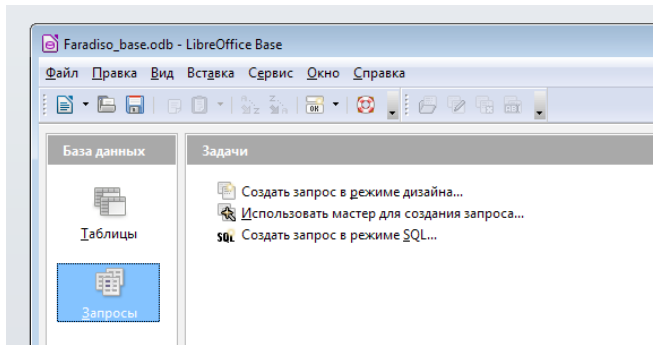 Faradiso_base.odb - LibreOffice Base
Файл Правка Вид Вставка Сервис Окно Справка
База данных
Задачи
Таблицы
Запросы
Создать запрос в режиме дизайна...
Использовать мастер для создания запроса...
SQL Создать запрос в режиме SQL...